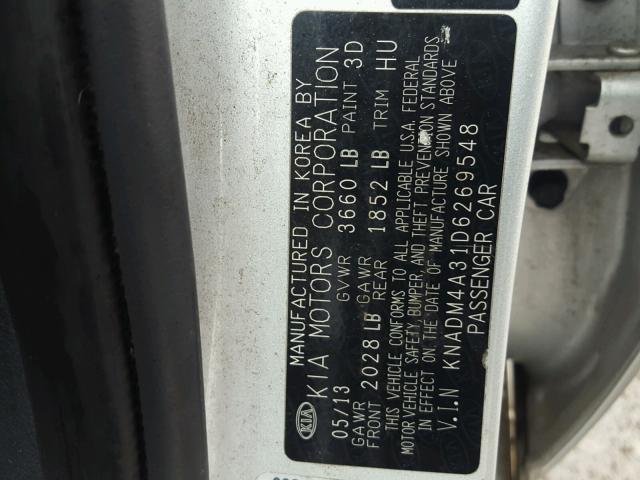 MANUFACTURED IN KOREA BY
KIA KIA MOTORS CORPORATION
05/13 GVWR 3660 LB PAINT 3D
GAWR FRONT 2028 LB GAWR REAR 1852 LB TRIM HU
THIS VEHICLE CONFORMS TO ALL APPLICABLE U.S.A. FEDERAL
MOTOR VEHICLE SAFETY, BUMPER, AND THEFT PREVENTION STANDARDS
IN EFFECT ON THE DATE OF MANUFACTURE SHOWN ABOVE
V.I.N KNADM4A31D6269548
PASSENGER CAR